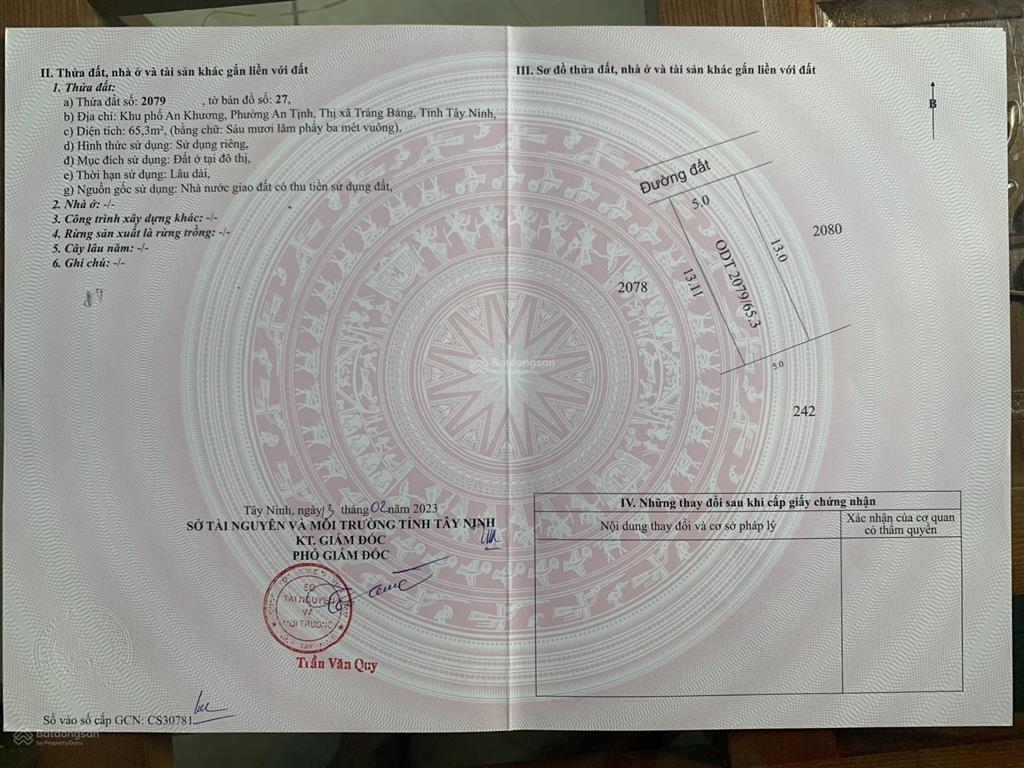 II. Thửa đất, nhà ở và tài sản khác gắn liền với đất
1. Thửa đất:
a) Thửa đất số: 2079 , tờ bản đồ số: 27,
b) Địa chỉ: Khu phố An Khương, Phường An Tịnh, Thị xã Trảng Bàng, Tỉnh Tây Ninh,
c) Diện tích: 65,3m², (bằng chữ: Sáu mươi lăm phẩy ba mét vuông),
d) Hình thức sử dụng: Sử dụng riêng,
đ) Mục đích sử dụng: Đất ở tại đô thị,
e) Thời hạn sử dụng: Lâu dài,
g) Nguồn gốc sử dụng: Nhà nước giao đất có thu tiền sử dụng đất,
2. Nhà ở: -/-
3. Công trình xây dựng khác: -/-
4. Rừng sản xuất là rừng trồng: -/-
5. Cây lâu năm: -/-
6. Ghi chú: -/-
Tây Ninh, ngày 13 tháng 02 năm 2023
SỞ TÀI NGUYÊN VÀ MÔI TRƯỜNG TỈNH TÂY NINH
KT. GIÁM ĐỐC
PHÓ GIÁM ĐỐC
SỞ
TÀI NGUYÊN
VÀ
MÔI TRƯỜNG
Trần Văn Quy
Số vào sổ cấp GCN: CS30781
III. Sơ đồ thửa đất, nhà ở và tài sản khác gắn liền với đất
B
Đường đất
5.0
2080
13.0
ODT 2079/65.3
13.11
2078
5.0
242
IV. Những thay đổi sau khi cấp giấy chứng nhận
Nội dung thay đổi và cơ sở pháp lý
Xác nhận của cơ quan
có thẩm quyền
Batdongsan
Batdongsan
by PropertyGuru